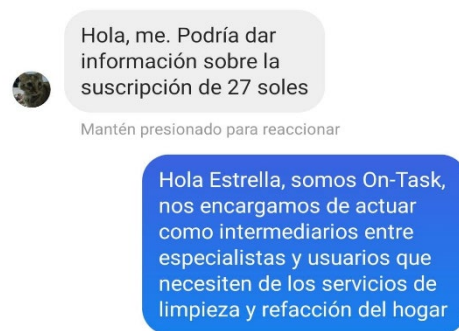 Hola, me. Podría dar
información sobre la
suscripción de 27 soles
Mantén presionado para reaccionar
Hola Estrella, somos On-Task,
nos encargamos de actuar
como intermediarios entre
especialistas y usuarios que
necesiten de los servicios de
limpieza y refacción del hogar